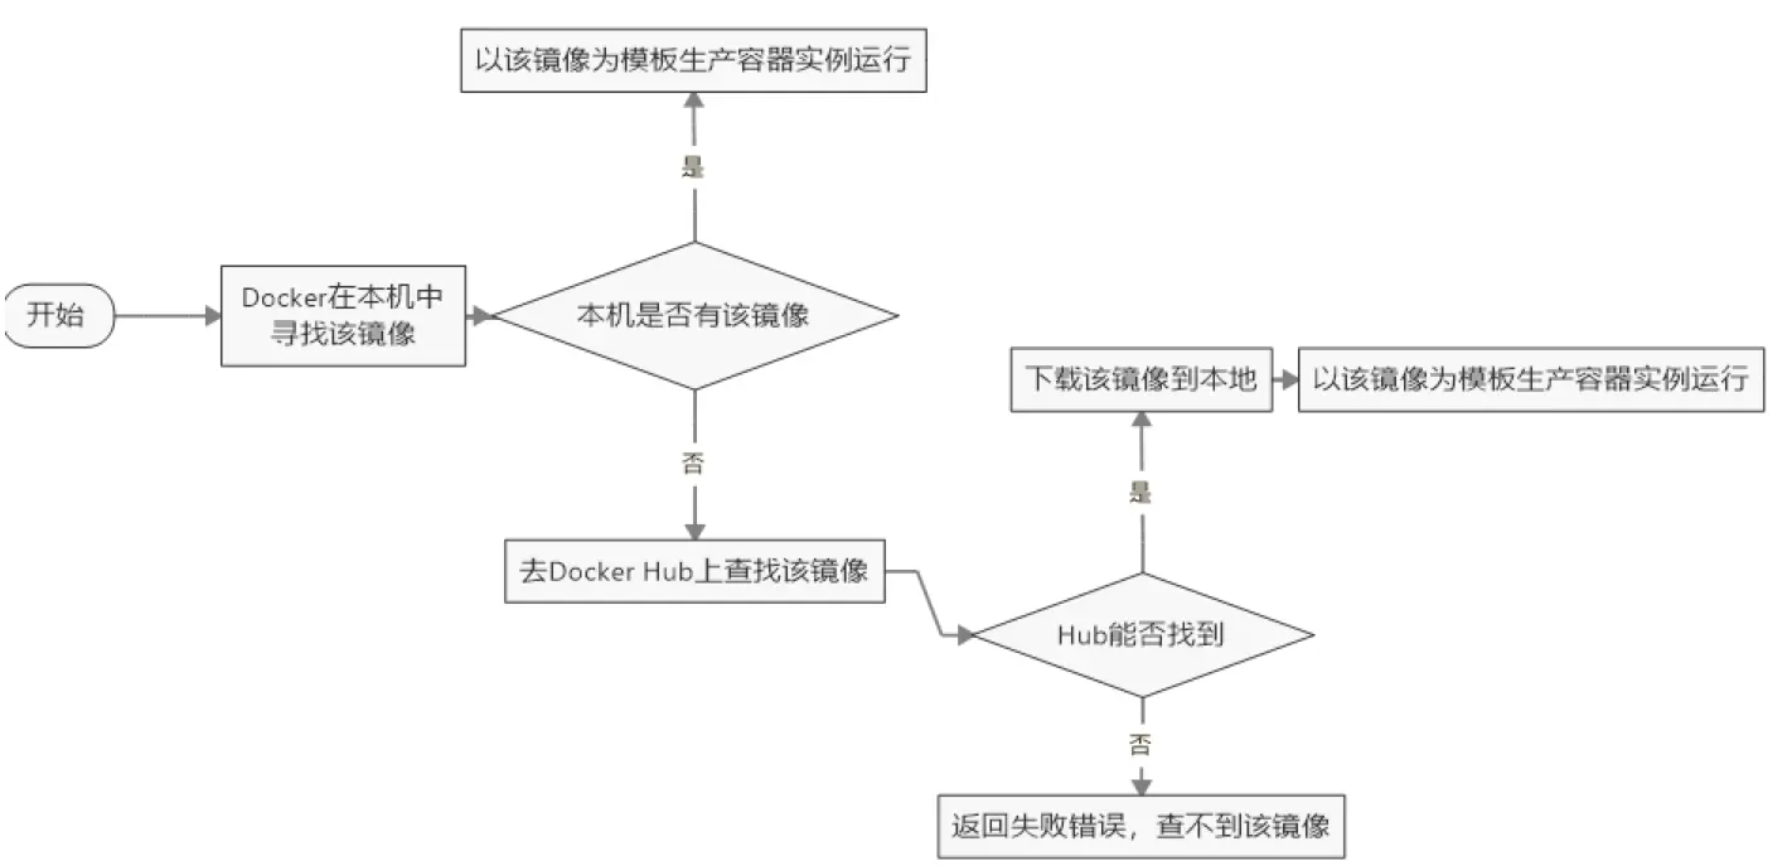 以该镜像为模板生产容器实例运行
是
开始
Docker在本机中
寻找该镜像
本机是否有该镜像
否
去Docker Hub上查找该镜像
下载该镜像到本地
以该镜像为模板生产容器实例运行
是
Hub能否找到
否
返回失败错误，查不到该镜像